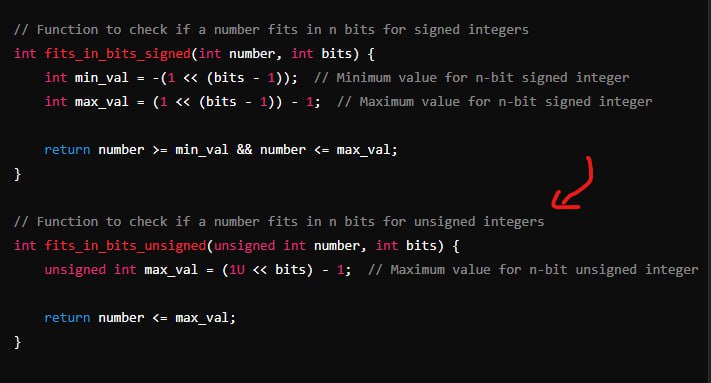 // Function to check if a number fits in n bits for signed integers
int fits_in_bits_signed(int number, int bits) {
    int min_val = -(1 << (bits - 1));  // Minimum value for n-bit signed integer
    int max_val = (1 << (bits - 1)) - 1;  // Maximum value for n-bit signed integer
    return number >= min_val && number <= max_val;
}
// Function to check if a number fits in n bits for unsigned integers
int fits_in_bits_unsigned(unsigned int number, int bits) {
    unsigned int max_val = (1U << bits) - 1;  // Maximum value for n-bit unsigned integer
    return number <= max_val;
}